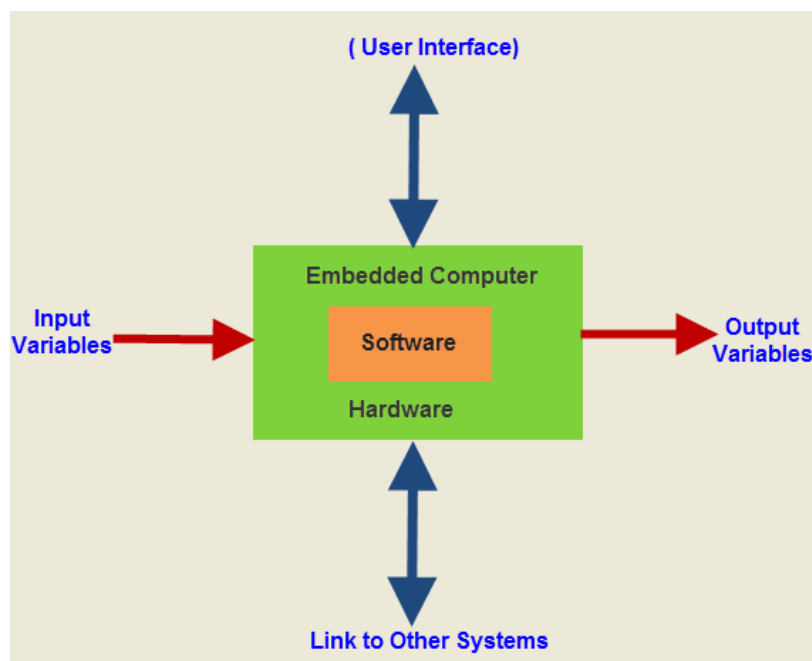 ( User Interface)
Embedded Computer
Input
Variables
Software
Output
Variables
Hardware
Link to Other Systems